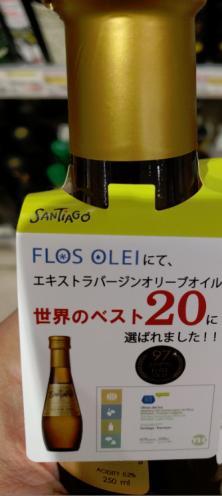 SANTIAGO
FLOS OLEIにて、
エキストラバージンオリーブオイル
世界のベスト20に
選ばれました!!
97
ACIDITY 0.2%
250 ml